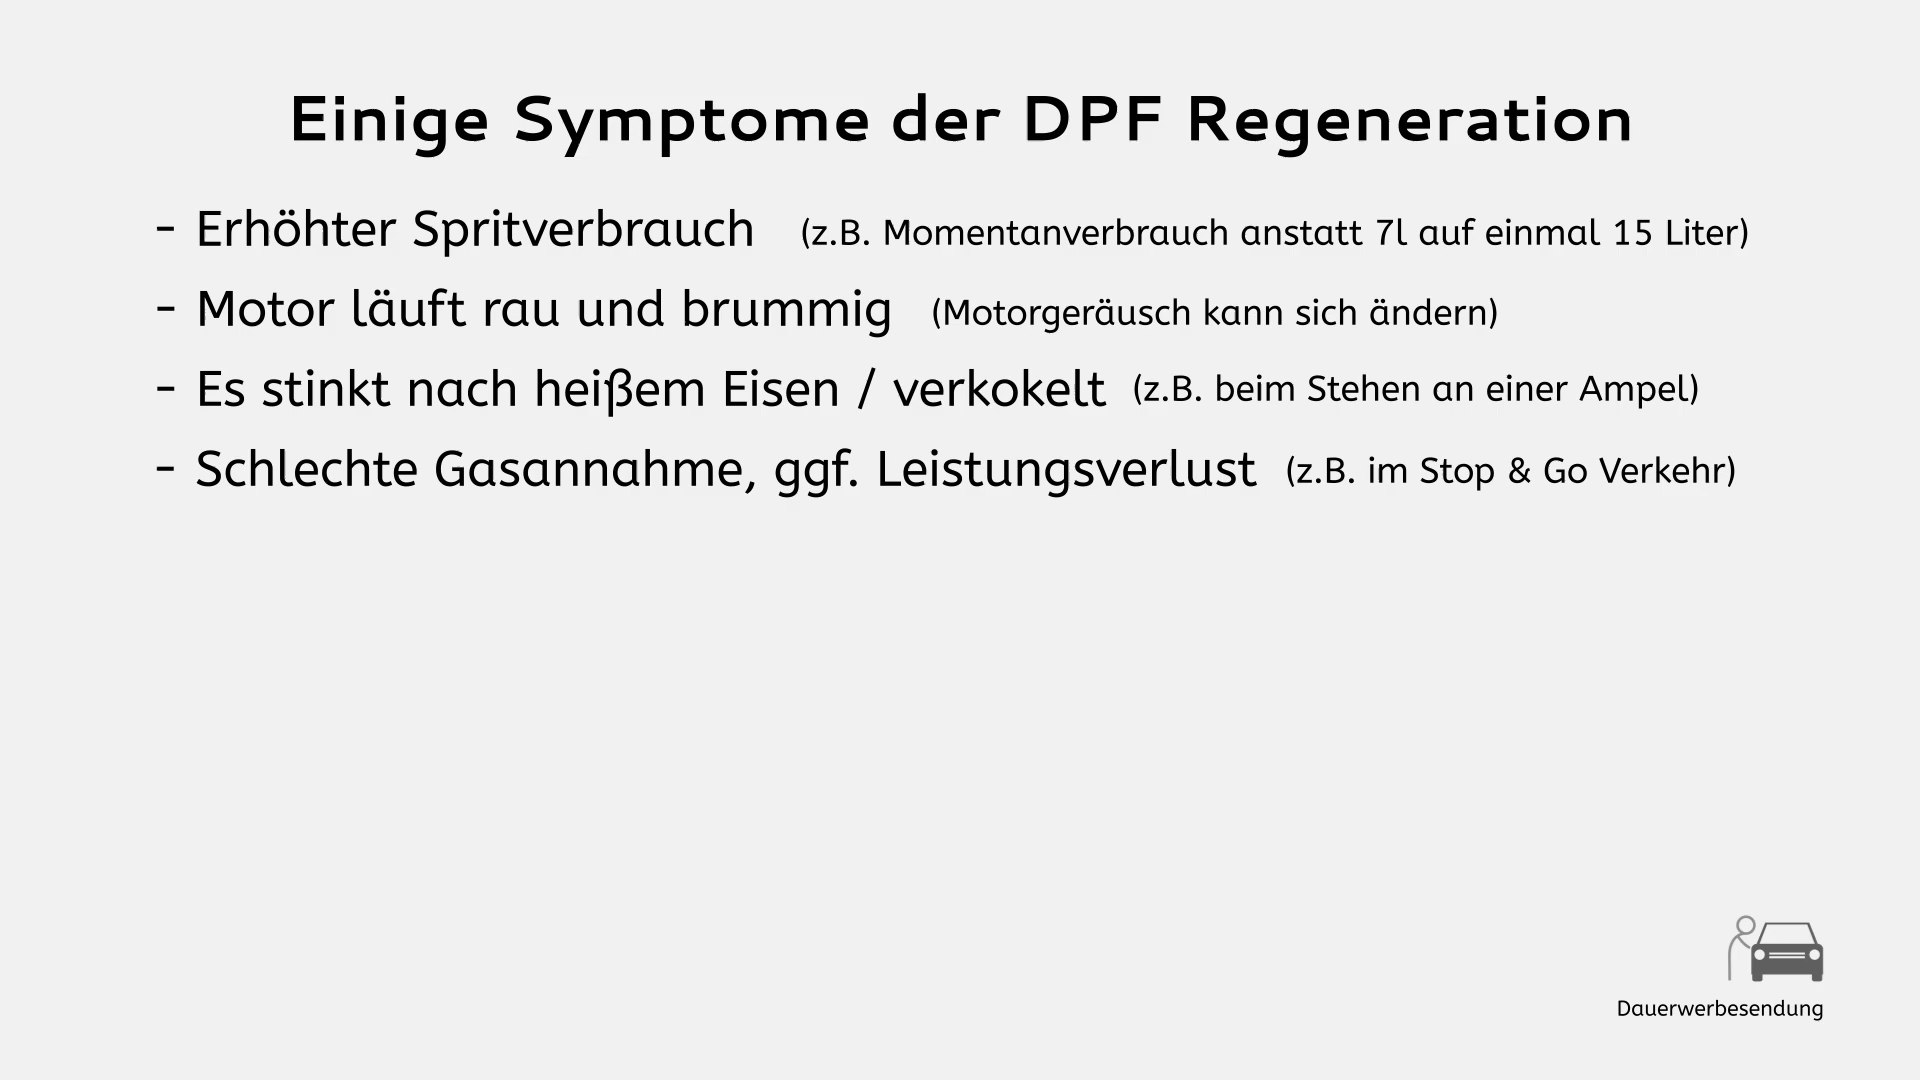 Einige Symptome der DPF Regeneration
- Erhöhter Spritverbrauch (z.B. Momentanverbrauch anstatt 7l auf einmal 15 Liter)
- Motor läuft rau und brummig (Motorgeräusch kann sich ändern)
- Es stinkt nach heißem Eisen / verkokelt (z.B. beim Stehen an einer Ampel)
- Schlechte Gasannahme, ggf. Leistungsverlust (z.B. im Stop & Go Verkehr)
Dauerwerbesendung